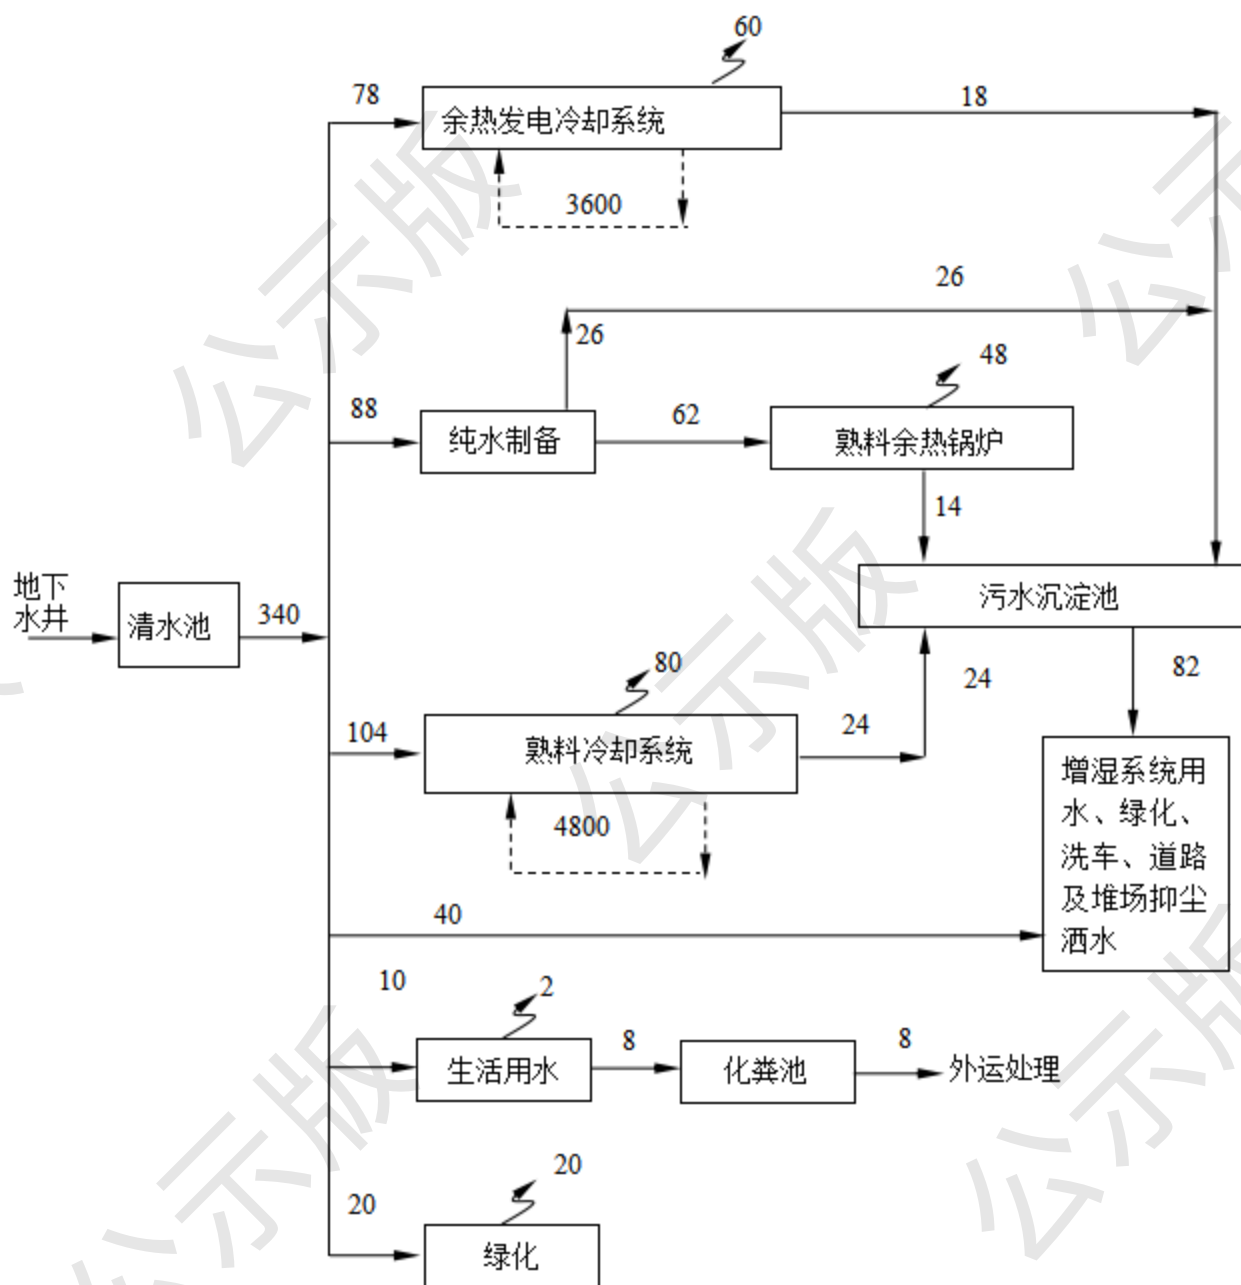 60
78
余热发电冷却系统
18
3600
26
26
48
88
纯水制备
62
熟料余热锅炉
14
地下
水井
清水池
340
污水沉淀池
80
24
82
104
熟料冷却系统
24
4800
增湿系统用
水、绿化、
洗车、道路
及堆场抑尘
洒水
40
10
2
生活用水
8
化粪池
8
外运处理
20
20
绿化
公示版
公示版
公示版
公示版
公示版